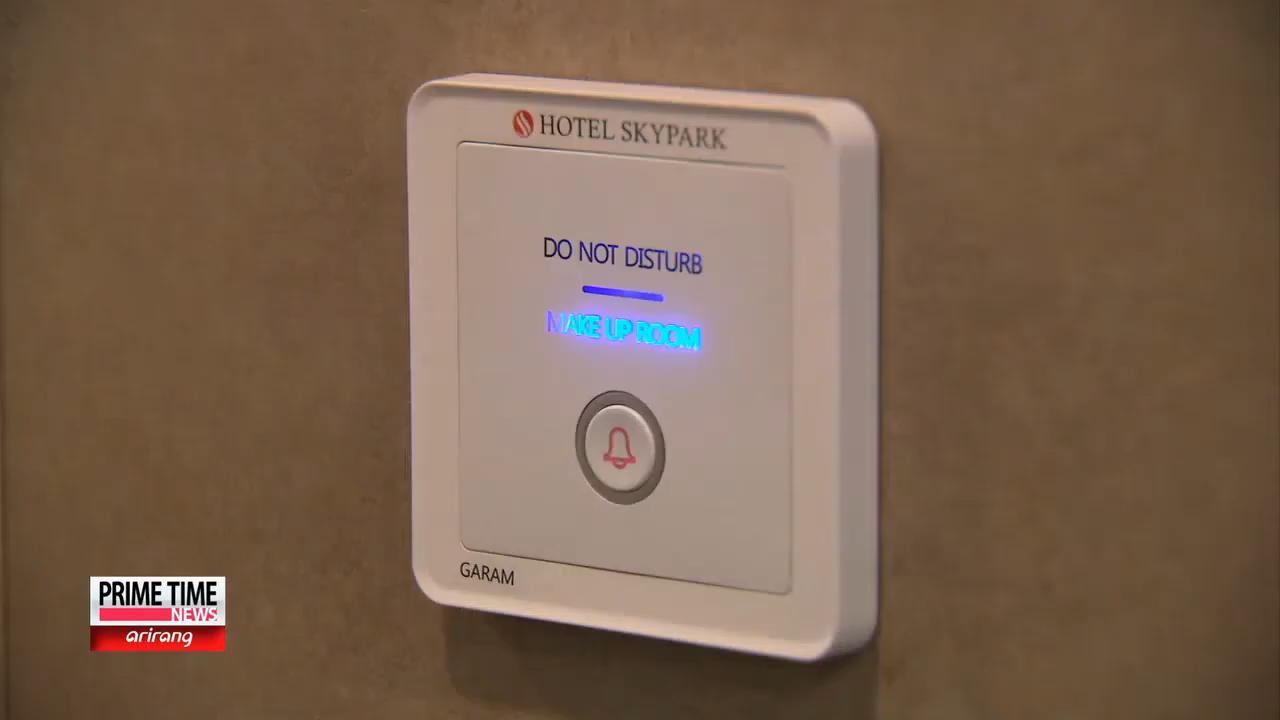 HOTEL SKYPARK
DO NOT DISTURB
MAKE UP ROOM
GARAM
PRIME TIME
NEWS
arirang